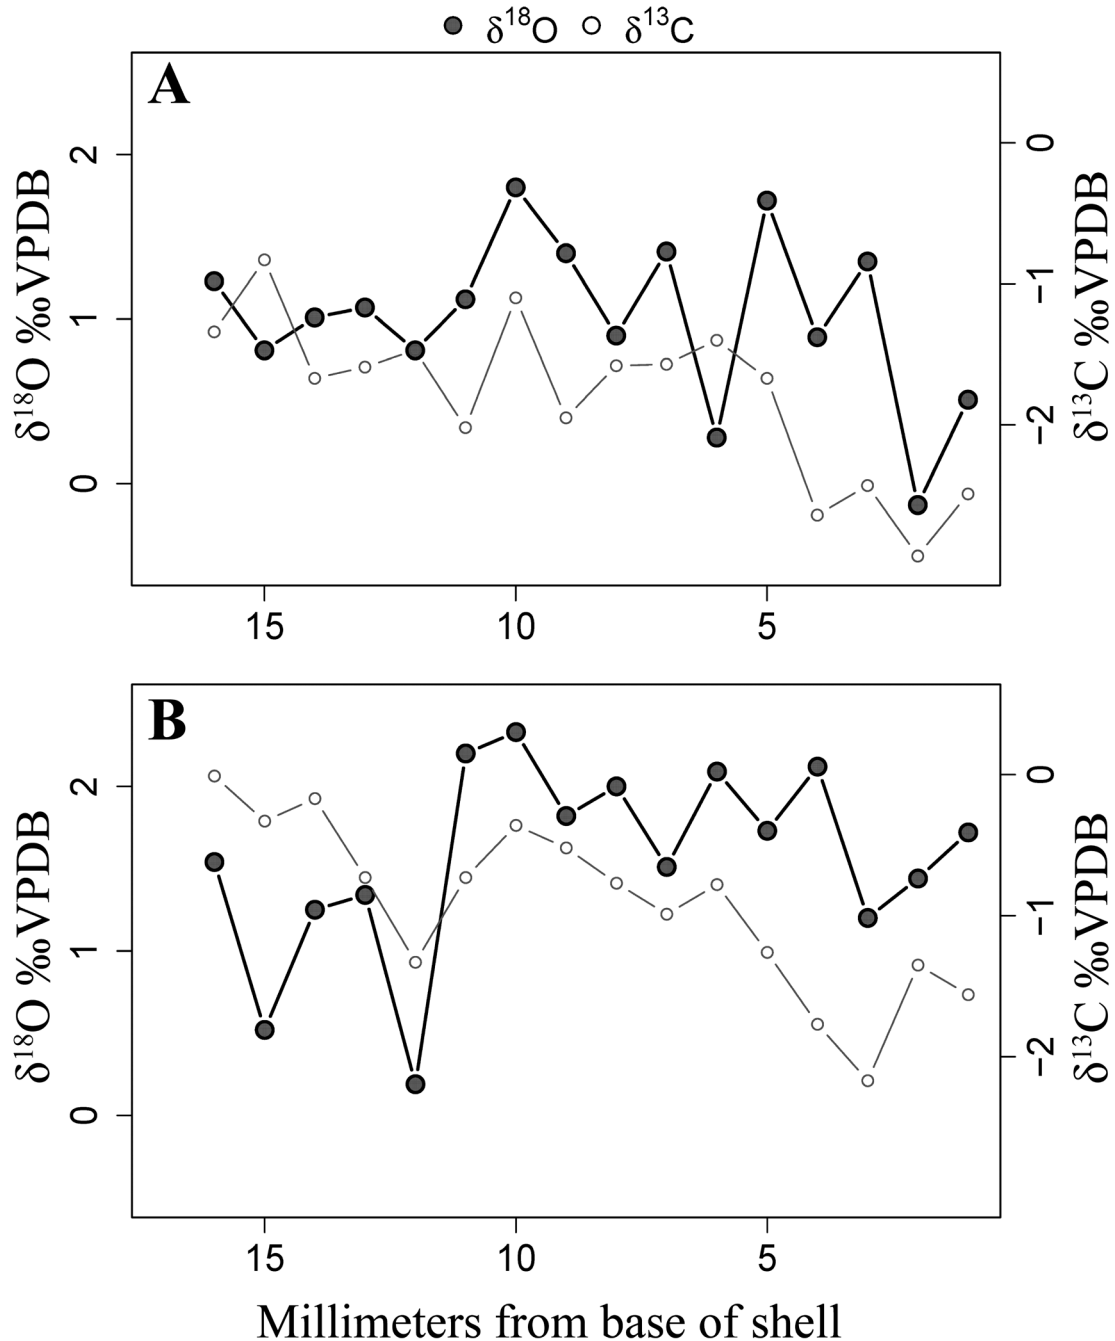 δ¹⁸O δ¹³C
A
2
1
0
δ¹⁸O ‰VPDB
0
−1
−2
δ¹³C ‰VPDB
15 10 5
B
2
1
0
δ¹⁸O ‰VPDB
0
−1
−2
δ¹³C ‰VPDB
15 10 5
Millimeters from base of shell